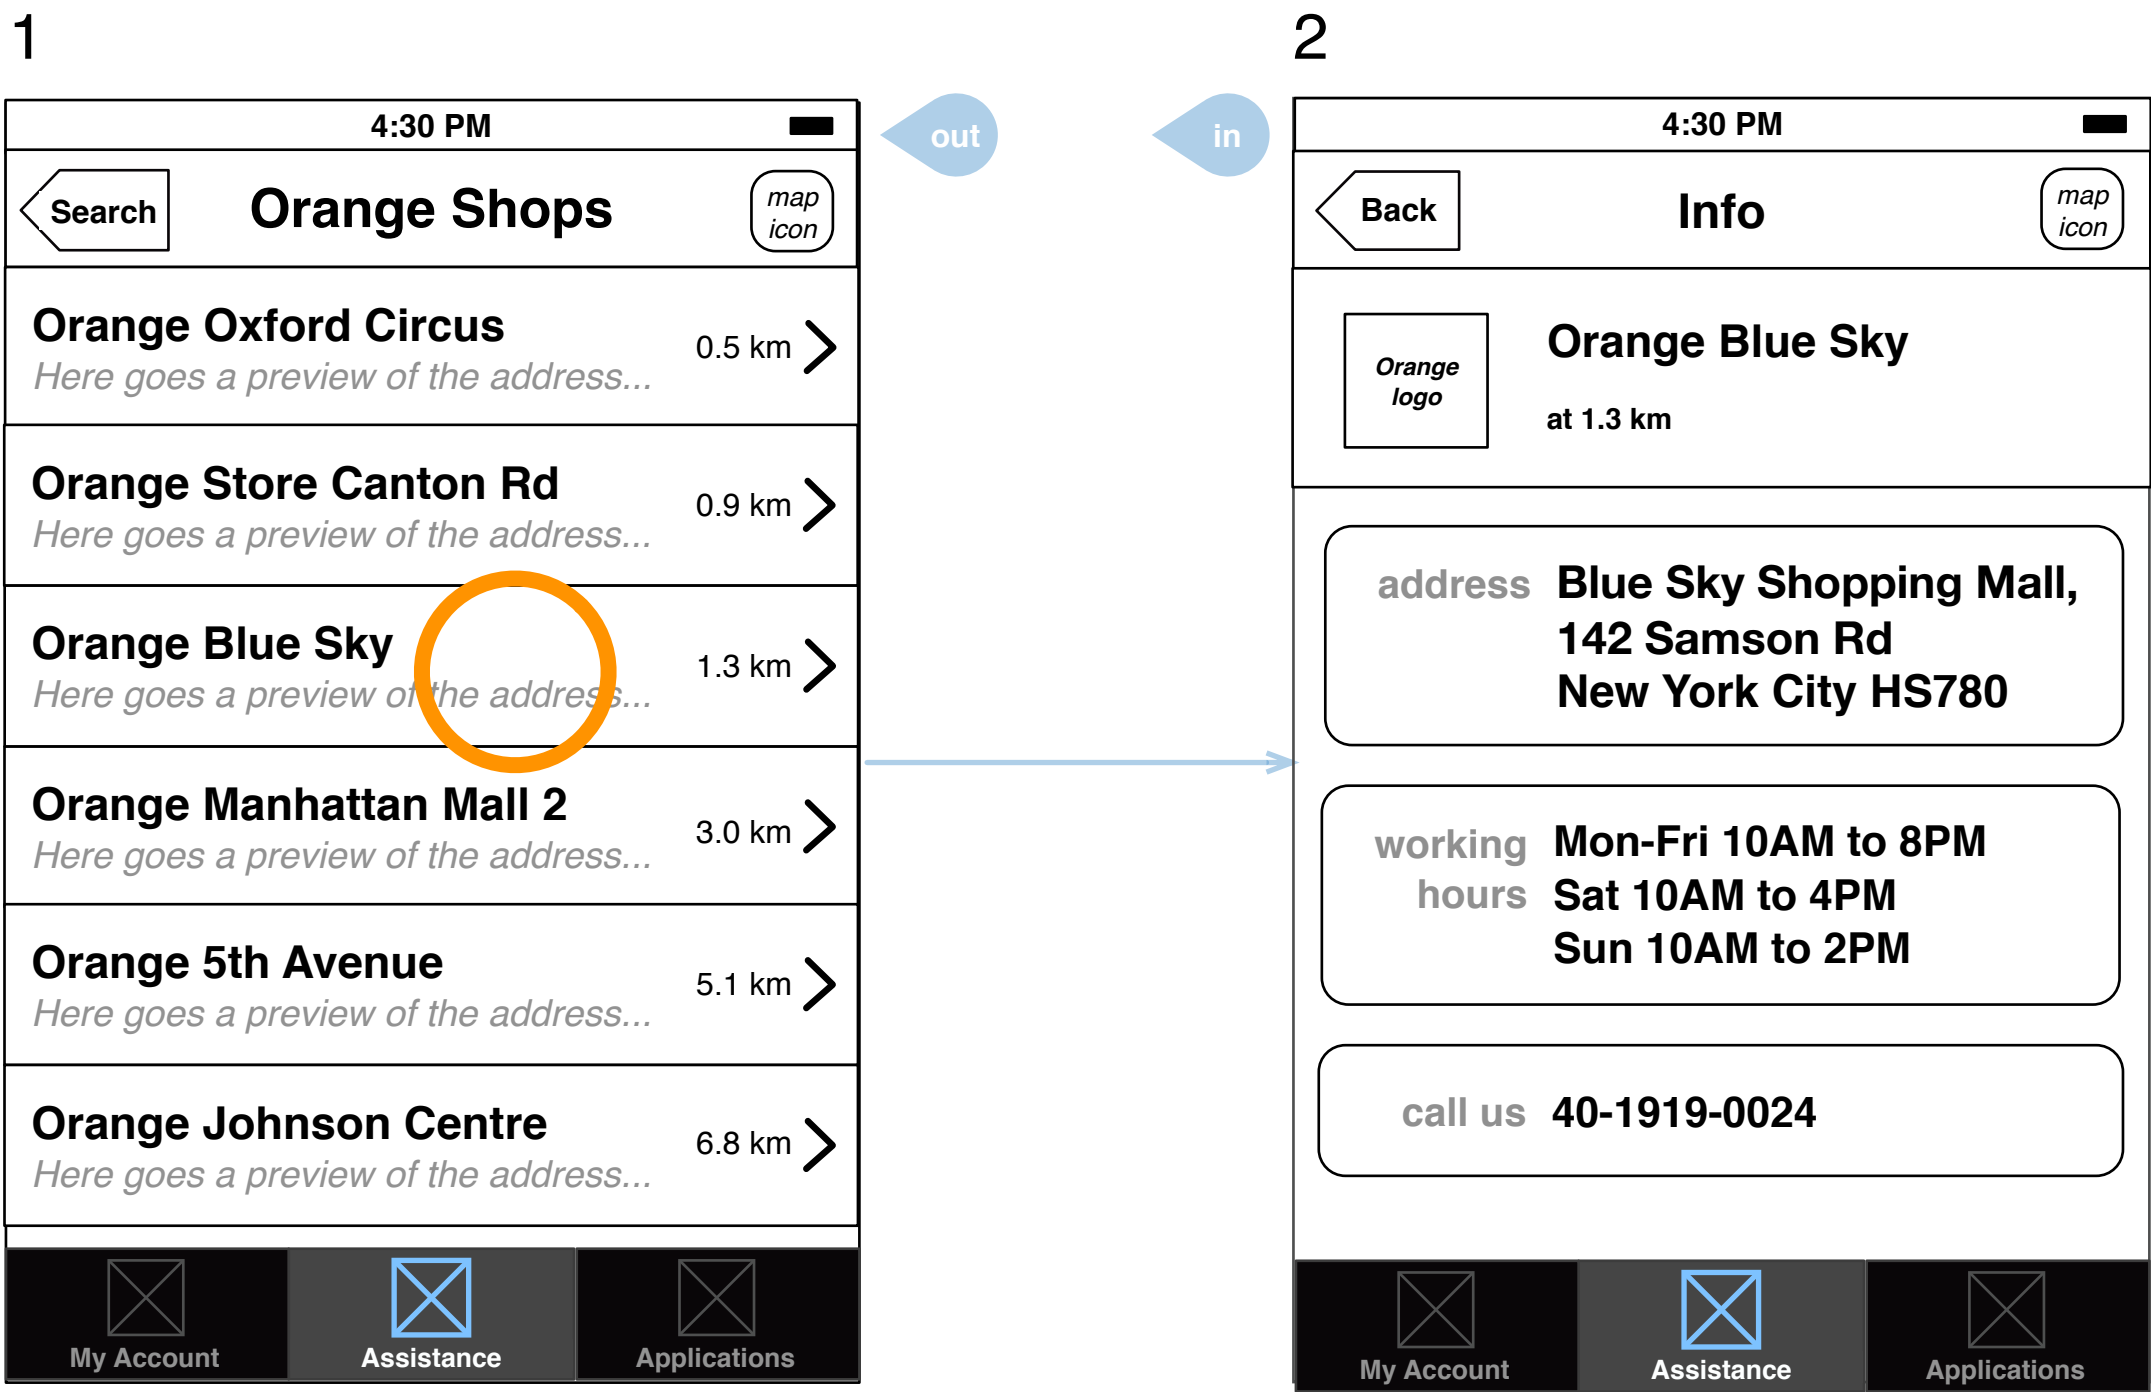 1
4:30 PM
out
Search
Orange Shops
map
icon
Orange Oxford Circus
Here goes a preview of the address...
0.5 km
Orange Store Canton Rd
Here goes a preview of the address...
0.9 km
Orange Blue Sky
Here goes a preview of the address...
1.3 km
Orange Manhattan Mall 2
Here goes a preview of the address...
3.0 km
Orange 5th Avenue
Here goes a preview of the address...
5.1 km
Orange Johnson Centre
Here goes a preview of the address...
6.8 km
My Account
Assistance
Applications
2
in
4:30 PM
Back
Info
map
icon
Orange
logo
Orange Blue Sky
at 1.3 km
address
Blue Sky Shopping Mall,
142 Samson Rd
New York City HS780
working
hours
Mon-Fri 10AM to 8PM
Sat 10AM to 4PM
Sun 10AM to 2PM
call us
40-1919-0024
My Account
Assistance
Applications